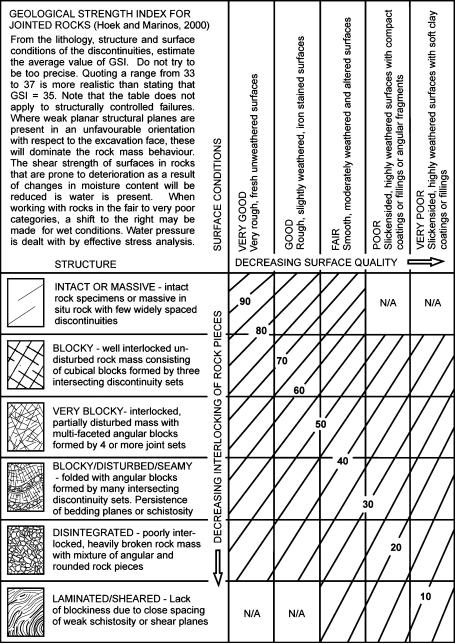 GEOLOGICAL STRENGTH INDEX FOR
JOINTED ROCKS (Hoek and Marinos, 2000)
From the lithology, structure and surface
conditions of the discontinuities, estimate
the average value of GSI. Do not try to
be too precise. Quoting a range from 33
to 37 is more realistic than stating that
GSI = 35. Note that the table does not
apply to structurally controlled failures.
Where weak planar structural planes are
present in an unfavourable orientation
with respect to the excavation face, these
will dominate the rock mass behaviour.
The shear strength of surfaces in rocks
that are prone to deterioration as a result
of changes in moisture content will be
reduced is water is present. When
working with rocks in the fair to very poor
categories, a shift to the right may be
made for wet conditions. Water pressure
is dealt with by effective stress analysis.
STRUCTURE
SURFACE CONDITIONS
VERY GOOD
Very rough, fresh unweathered surfaces
GOOD
Rough, slightly weathered, iron stained surfaces
FAIR
Smooth, moderately weathered and altered surfaces
POOR
Slickensided, highly weathered surfaces with compact
coatings or fillings or angular fragments
VERY POOR
Slickensided, highly weathered surfaces with soft clay
coatings or fillings
DECREASING SURFACE QUALITY
DECREASING INTERLOCKING OF ROCK PIECES
INTACT OR MASSIVE - intact
rock specimens or massive in
situ rock with few widely spaced
discontinuities
90
80
N/A
N/A
BLOCKY - well interlocked un-
disturbed rock mass consisting
of cubical blocks formed by three
intersecting discontinuity sets
70
60
VERY BLOCKY- interlocked,
partially disturbed mass with
multi-faceted angular blocks
formed by 4 or more joint sets
50
BLOCKY/DISTURBED/SEAMY
- folded with angular blocks
formed by many intersecting
discontinuity sets. Persistence
of bedding planes or schistosity
40
30
DISINTEGRATED - poorly inter-
locked, heavily broken rock mass
with mixture of angular and
rounded rock pieces
20
LAMINATED/SHEARED - Lack
of blockiness due to close spacing
of weak schistosity or shear planes
N/A
N/A
10